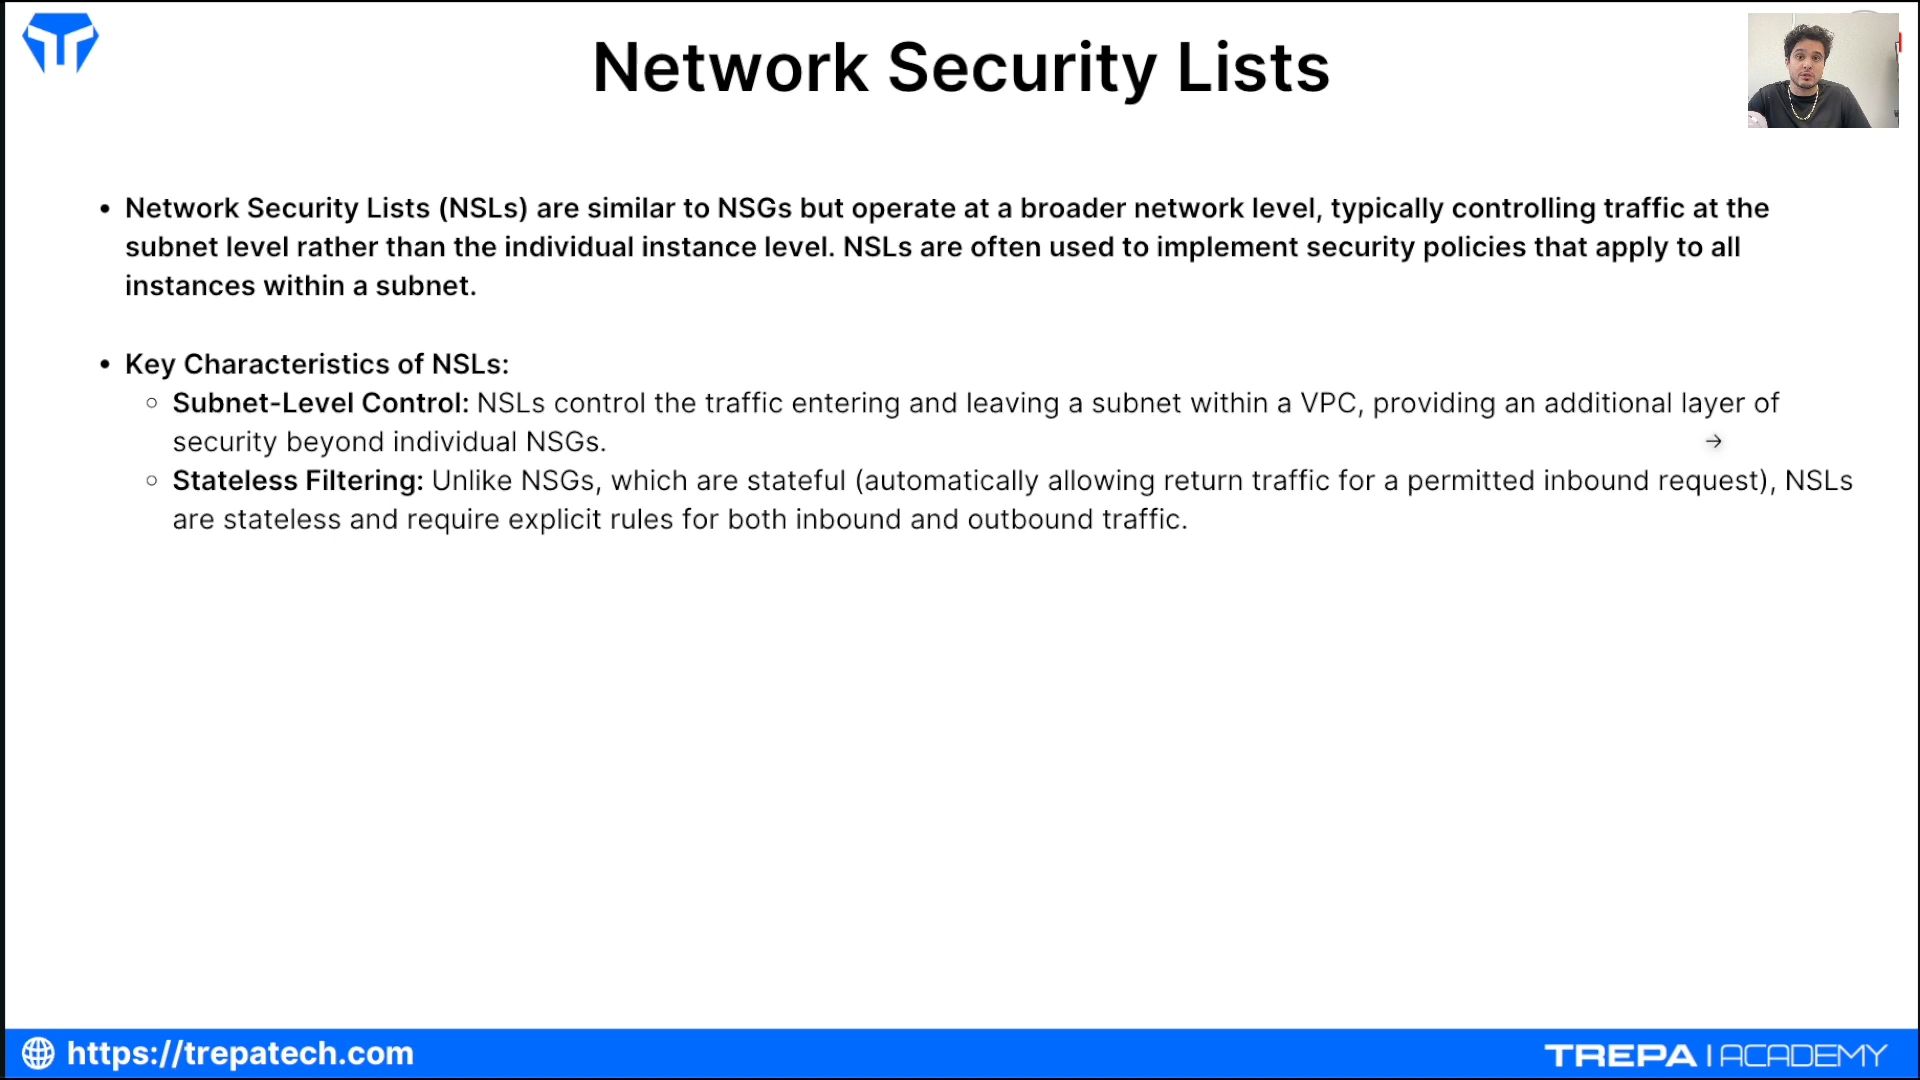 Network Security Lists
• Network Security Lists (NSLs) are similar to NSGs but operate at a broader network level, typically controlling traffic at the
subnet level rather than the individual instance level. NSLs are often used to implement security policies that apply to all
instances within a subnet.
• Key Characteristics of NSLs:
○ Subnet-Level Control: NSLs control the traffic entering and leaving a subnet within a VPC, providing an additional layer of
security beyond individual NSGs.
○ Stateless Filtering: Unlike NSGs, which are stateful (automatically allowing return traffic for a permitted inbound request), NSLs
are stateless and require explicit rules for both inbound and outbound traffic.
https://trepatech.com
TREPA | ACADEMY